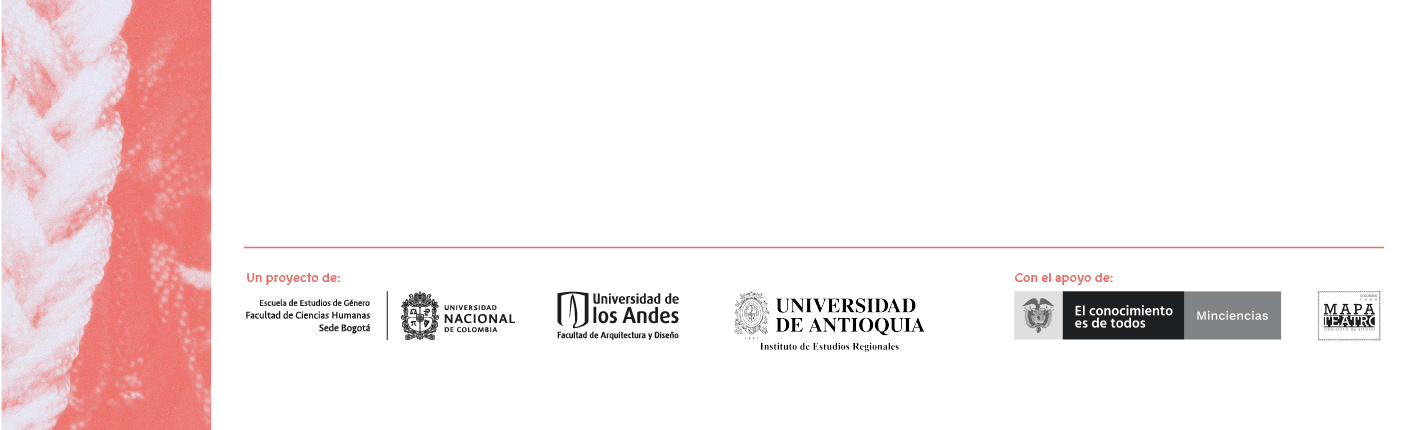 Un proyecto de:
Escuela de Estudios de Género
Facultad de Ciencias Humanas
Sede Bogotá
UNIVERSIDAD
NACIONAL
DE COLOMBIA
Universidad de
los Andes
Facultad de Arquitectura y Diseño
UNIVERSIDAD
DE ANTIOQUIA
Instituto de Estudios Regionales
Con el apoyo de:
El conocimiento
es de todos
Minciencias
MAPA
TEATRO